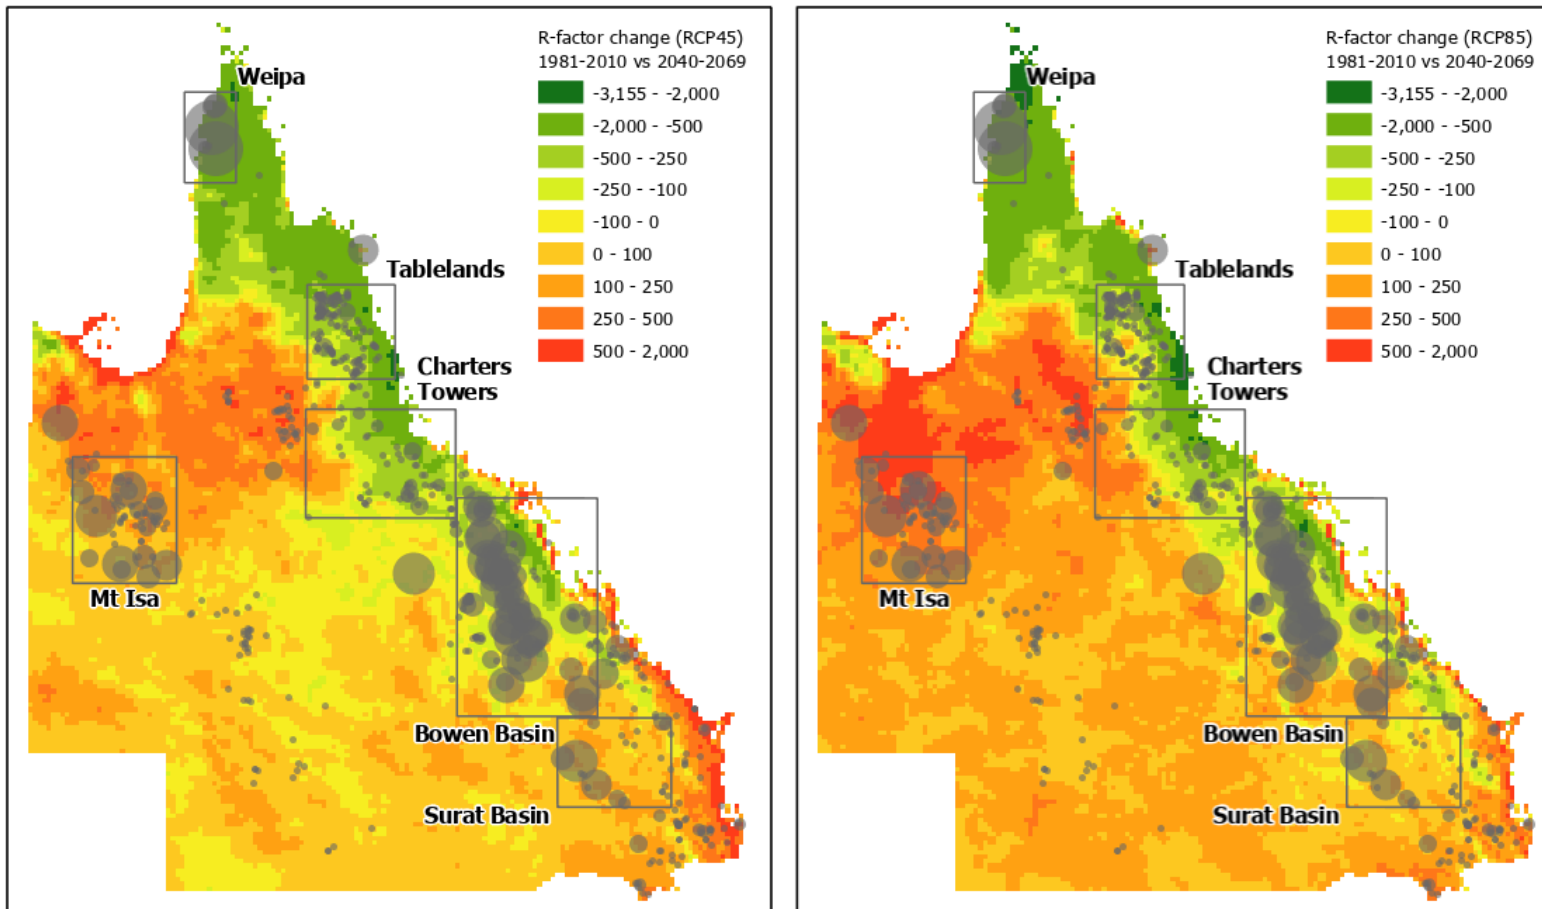 R-factor change (RCP45)
1981-2010 vs 2040-2069
-3,155 - -2,000
-2,000 - -500
-500 - -250
-250 - -100
-100 - 0
0 - 100
100 - 250
250 - 500
500 - 2,000
Weipa
Tablelands
Charters
Towers
Mt Isa
Bowen Basin
Surat Basin
R-factor change (RCP85)
1981-2010 vs 2040-2069
-3,155 - -2,000
-2,000 - -500
-500 - -250
-250 - -100
-100 - 0
0 - 100
100 - 250
250 - 500
500 - 2,000
Weipa
Tablelands
Charters
Towers
Mt Isa
Bowen Basin
Surat Basin